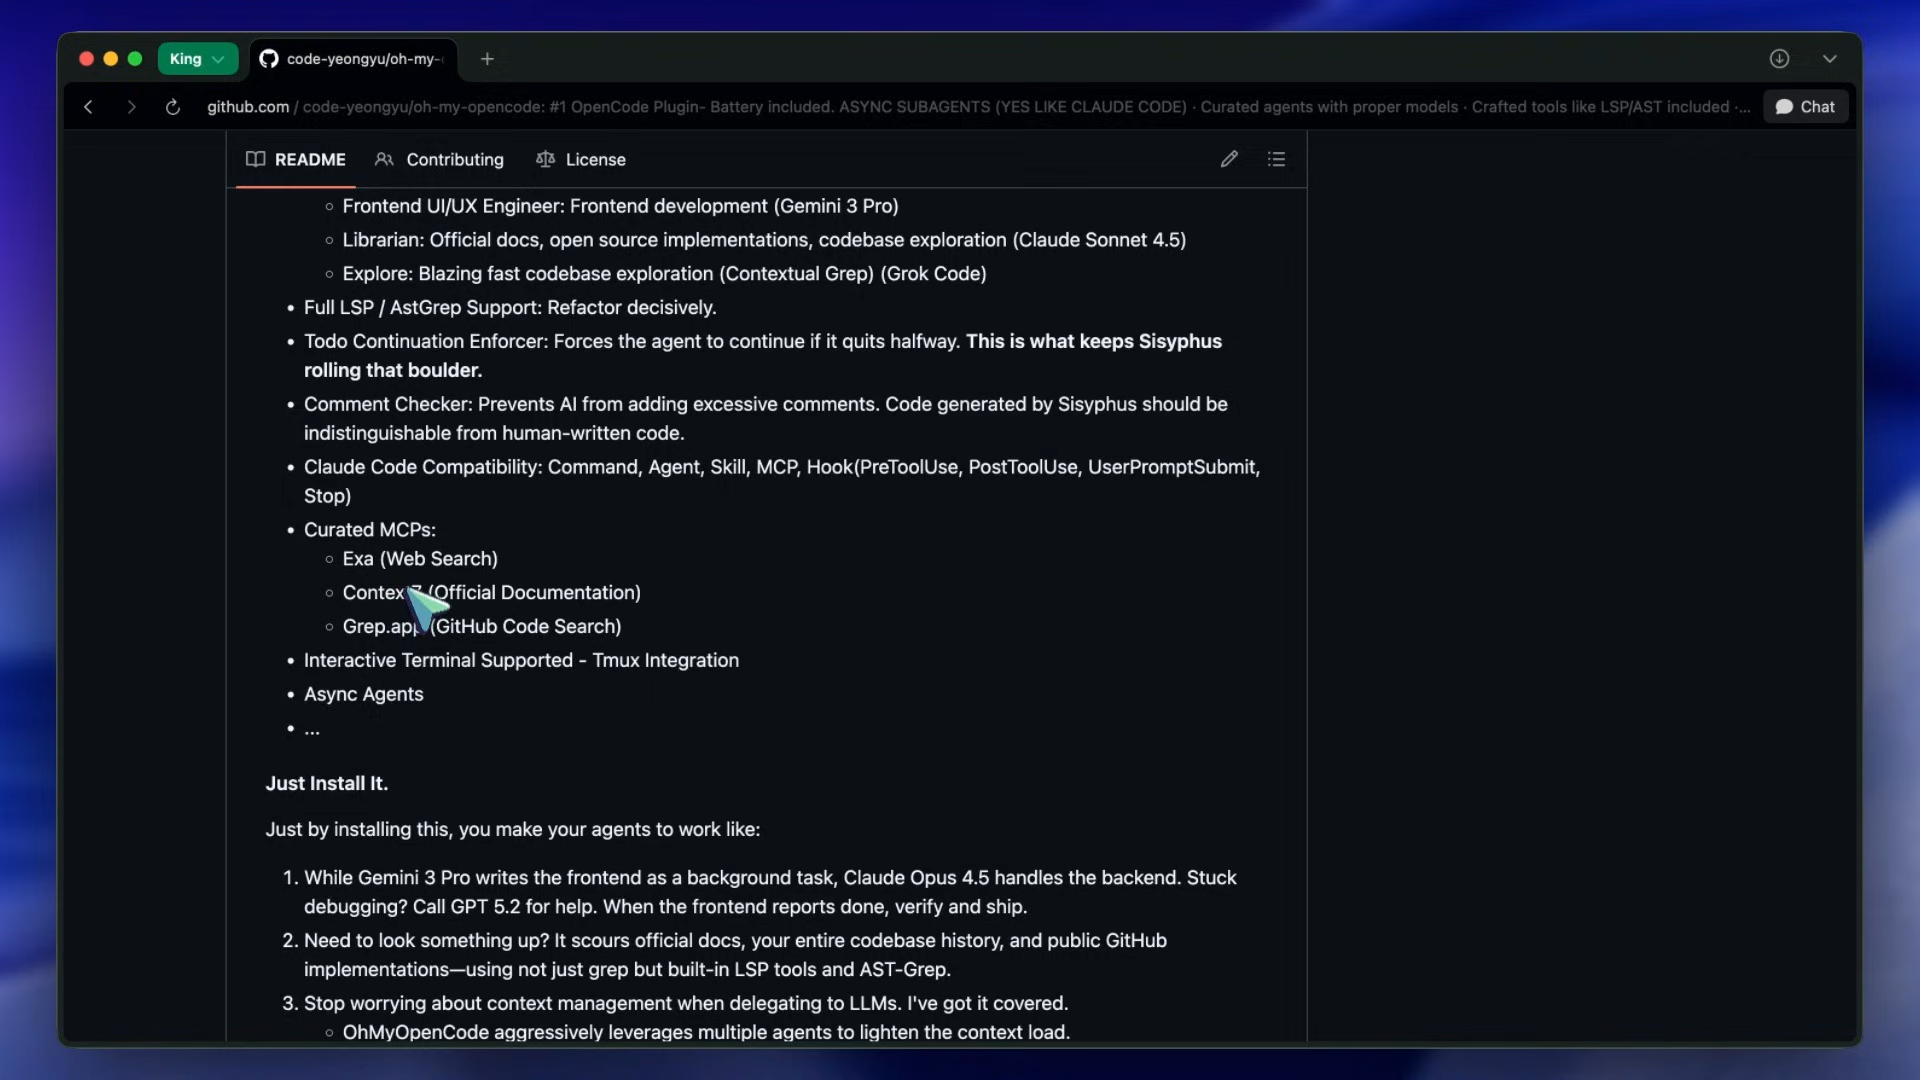 King
code-yeongyu/oh-my-
github.com / code-yeongyu/oh-my-opencode: #1 OpenCode Plugin- Battery included. ASYNC SUBAGENTS (YES LIKE CLAUDE CODE) · Curated agents with proper models · Crafted tools like LSP/AST included ·...
Chat
README
Contributing
License
Frontend UI/UX Engineer: Frontend development (Gemini 3 Pro)
Librarian: Official docs, open source implementations, codebase exploration (Claude Sonnet 4.5)
Explore: Blazing fast codebase exploration (Contextual Grep) (Grok Code)
• Full LSP / AstGrep Support: Refactor decisively.
• Todo Continuation Enforcer: Forces the agent to continue if it quits halfway. This is what keeps Sisyphus
rolling that boulder.
• Comment Checker: Prevents AI from adding excessive comments. Code generated by Sisyphus should be
indistinguishable from human-written code.
• Claude Code Compatibility: Command, Agent, Skill, MCP, Hook(PreToolUse, PostToolUse, UserPromptSubmit,
Stop)
• Curated MCPs:
Exa (Web Search)
Context7 (Official Documentation)
Grep.app (GitHub Code Search)
• Interactive Terminal Supported - Tmux Integration
• Async Agents
• ...
Just Install It.
Just by installing this, you make your agents to work like:
1. While Gemini 3 Pro writes the frontend as a background task, Claude Opus 4.5 handles the backend. Stuck
debugging? Call GPT 5.2 for help. When the frontend reports done, verify and ship.
2. Need to look something up? It scours official docs, your entire codebase history, and public GitHub
implementations—using not just grep but built-in LSP tools and AST-Grep.
3. Stop worrying about context management when delegating to LLMs. I've got it covered.
OhMyOpenCode aggressively leverages multiple agents to lighten the context load.